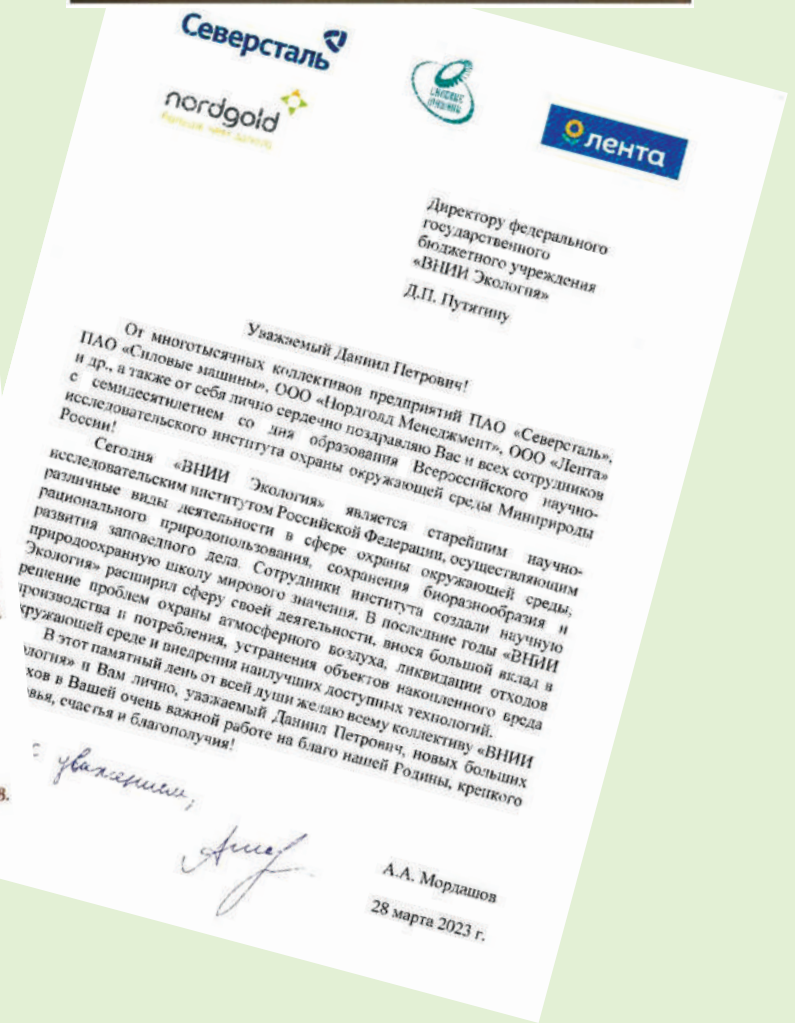 Северсталь
nordgold
СИЛОВЫЕ
МАШИНЫ
лента
Директору федерального
государственного
бюджетного учреждения
«ВНИИ Экология»
Д.П. Путятину
Уважаемый Даниил Петрович!
От многотысячных коллективов предприятий ПАО «Северсталь»,
ПАО «Силовые машины», ООО «Нордголд Менеджмент», ООО «Лента»
и др., а также от себя лично сердечно поздравляю Вас и всех сотрудников
с семидесятилетием со дня образования Всероссийского научно-
исследовательского института охраны окружающей среды Минприроды
России!
Сегодня «ВНИИ Экология» является старейшим научно-
исследовательским институтом Российской Федерации, осуществляющим
различные виды деятельности в сфере охраны окружающей среды,
рационального природопользования, сохранения биоразнообразия и
развития заповедного дела. Сотрудники института создали научную
природоохранную школу мирового значения. В последние годы «ВНИИ
Экология» расширил сферу своей деятельности, внося большой вклад в
решение проблем охраны атмосферного воздуха, ликвидации отходов
производства и потребления, устранения объектов накопленного вреда
кружающей среде и внедрения наилучших доступных технологий.
В этот памятный день от всей души желаю всему коллективу «ВНИИ
ология» и Вам лично, уважаемый Даниил Петрович, новых больших
хов в Вашей очень важной работе на благо нашей Родины, крепкого
вья, счастья и благополучия!
с уважением,
А.А. Мордашов
28 марта 2023 г.